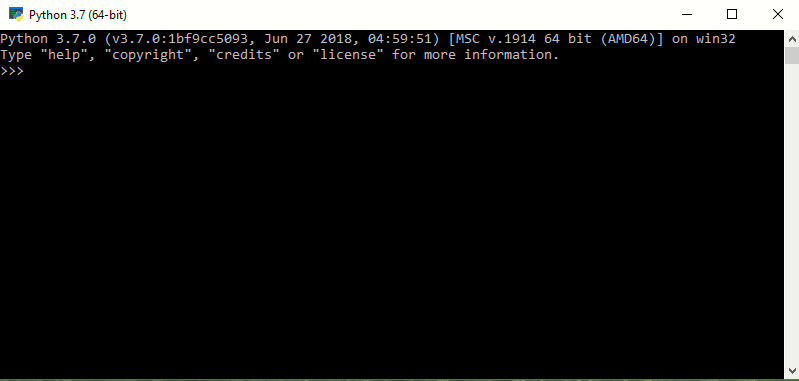 Python 3.7 (64-bit)
Python 3.7.0 (v3.7.0:1bf9cc5093, Jun 27 2018, 04:59:51) [MSC v.1914 64 bit (AMD64)] on win32
Type "help", "copyright", "credits" or "license" for more information.
>>>